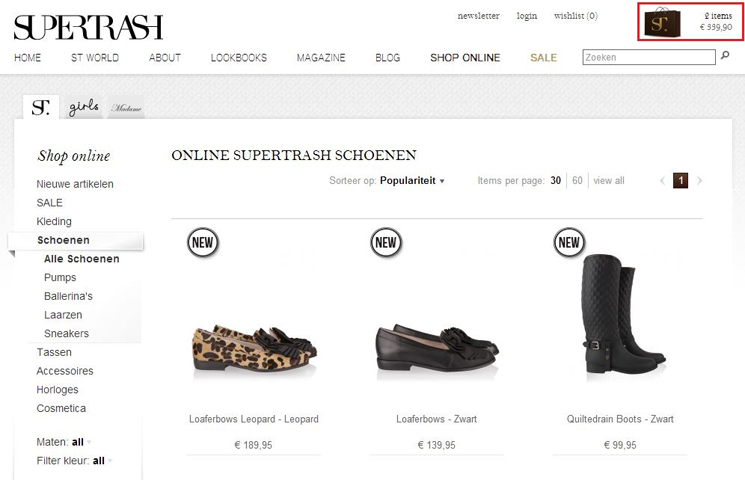 SUPERTRASH
newsletter login wishlist (0)
ST.
2 items
€ 339,90
HOME ST WORLD ABOUT LOOKBOOKS MAGAZINE BLOG SHOP ONLINE SALE
Zoeken
ST. girls Madame
Shop online
Nieuwe artikelen
SALE
Kleding
Schoenen
Alle Schoenen
Pumps
Ballerina's
Laarzen
Sneakers
Tassen
Accessoires
Horloges
Cosmetica
Maten: all
Filter kleur: all
ONLINE SUPERTRASH SCHOENEN
Sorteer op: Populariteit Items per page: 30 60 view all 1
NEW NEW NEW
Loaferbows Leopard - Leopard Loaferbows - Zwart Quiltedrain Boots - Zwart
€ 189,95 € 139,95 € 99,95